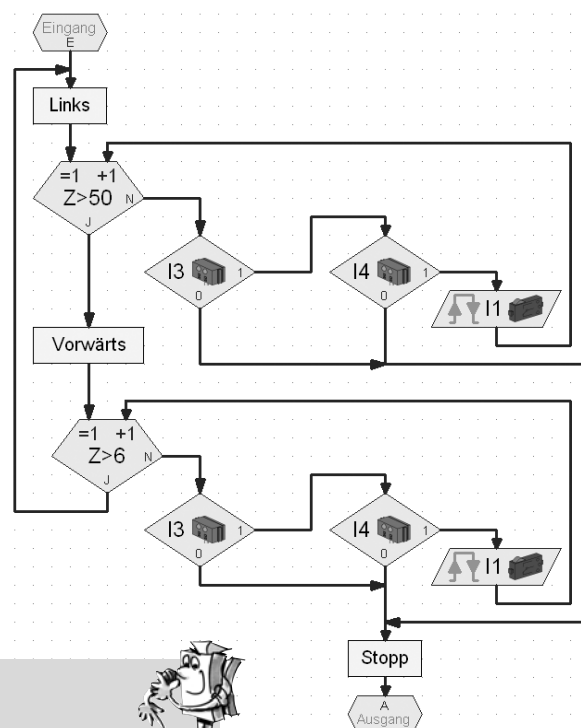 Eingang
E
Links
=1 +1
Z>50
N
J
I3
1
0
I4
1
0
I1
Vorwärts
=1 +1
Z>6
N
J
I3
1
0
I4
1
0
I1
Stopp
A
Ausgang